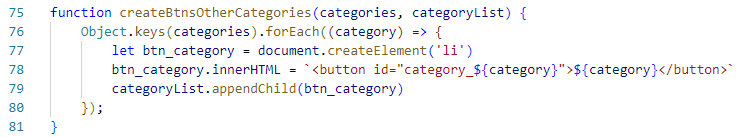 75 function createBtnsOtherCategories(categories, categoryList) {
76     Object.keys(categories).forEach((category) => {
77         let btn_category = document.createElement('li')
78         btn_category.innerHTML = `<button id="category_${category}">${category}</button>`
79         categoryList.appendChild(btn_category)
80     });
81 }